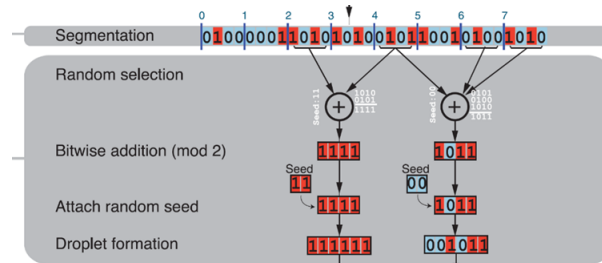 0 1 2 3 4 5 6 7
Segmentation 01000001101010100101100101001010
Random selection
Seed:11
1010
0101
1111
Seed:00
0101
0100
1010
1011
Bitwise addition (mod 2) 1111 1011
Seed Seed
11 00
Attach random seed 1111 1011
Droplet formation 111111 001011